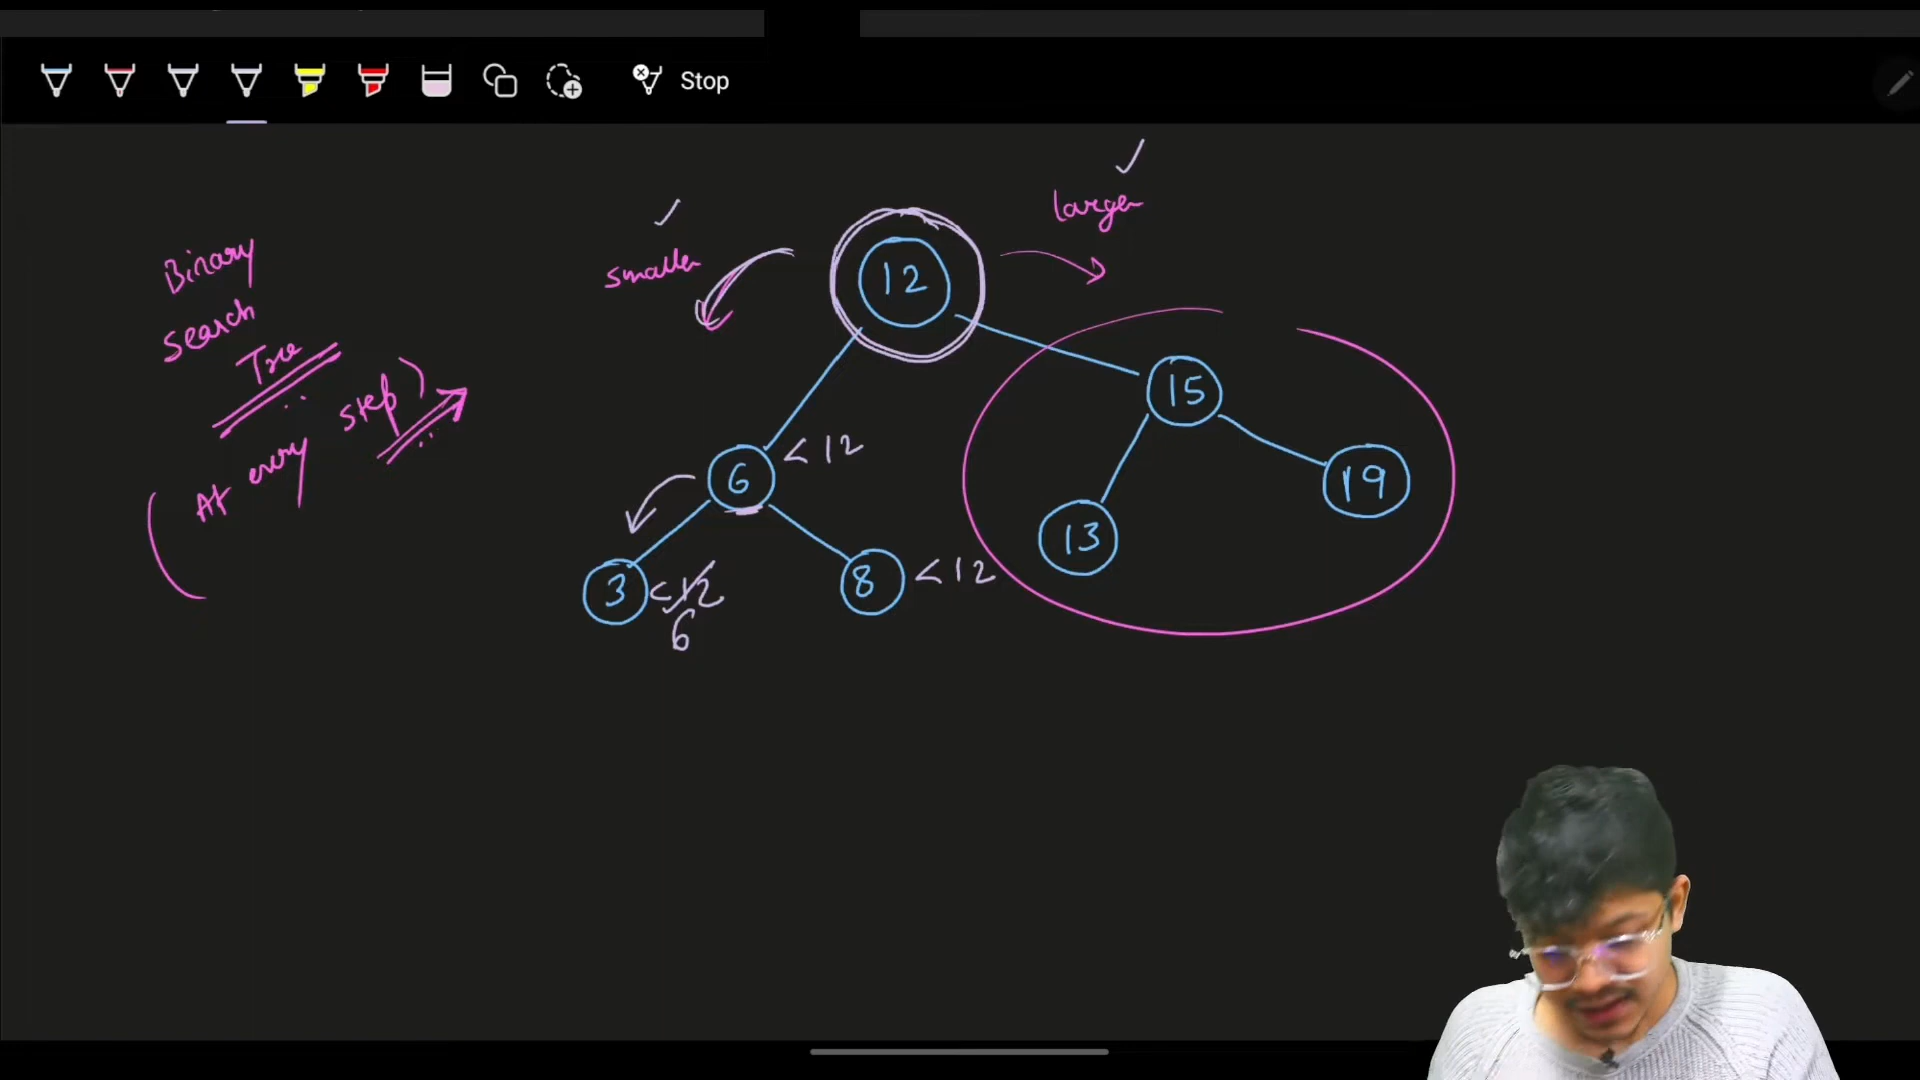 Stop
Binary
search
Tree
(At every step)
smaller
larger
12
15
6 < 12
19
13
3 < 12
6
8 < 12